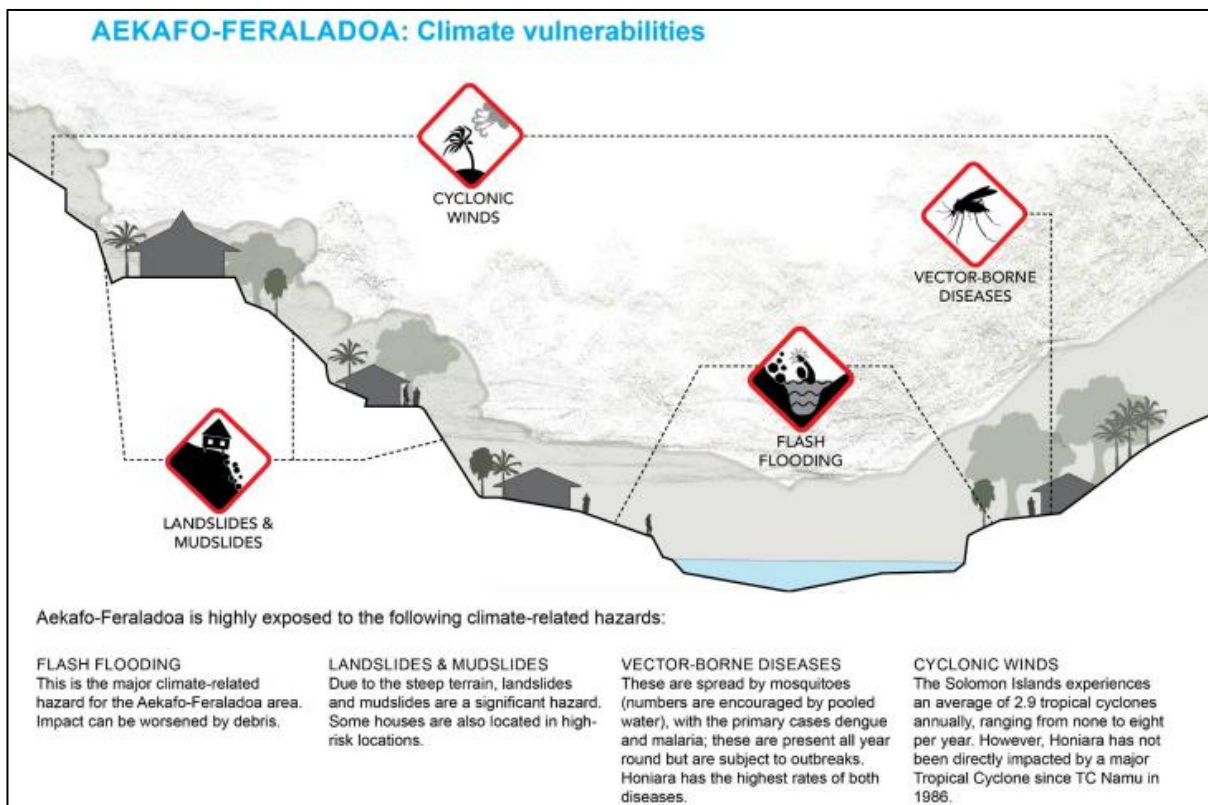 AEKAFO-FERALADOA: Climate vulnerabilities
CYCLONIC
WINDS
VECTOR-BORNE
DISEASES
FLASH
FLOODING
LANDSLIDES &
MUDSLIDES
Aekafo-Feraladoa is highly exposed to the following climate-related hazards:
FLASH FLOODING
This is the major climate-related
hazard for the Aekafo-Feraladoa area.
Impact can be worsened by debris.
LANDSLIDES & MUDSLIDES
Due to the steep terrain, landslides
and mudslides are a significant hazard.
Some houses are also located in high-
risk locations.
VECTOR-BORNE DISEASES
These are spread by mosquitoes
(numbers are encouraged by pooled
water), with the primary cases dengue
and malaria; these are present all year
round but are subject to outbreaks.
Honiara has the highest rates of both
diseases.
CYCLONIC WINDS
The Solomon Islands experiences
an average of 2.9 tropical cyclones
annually, ranging from none to eight
per year. However, Honiara has not
been directly impacted by a major
Tropical Cyclone since TC Namu in
1986.